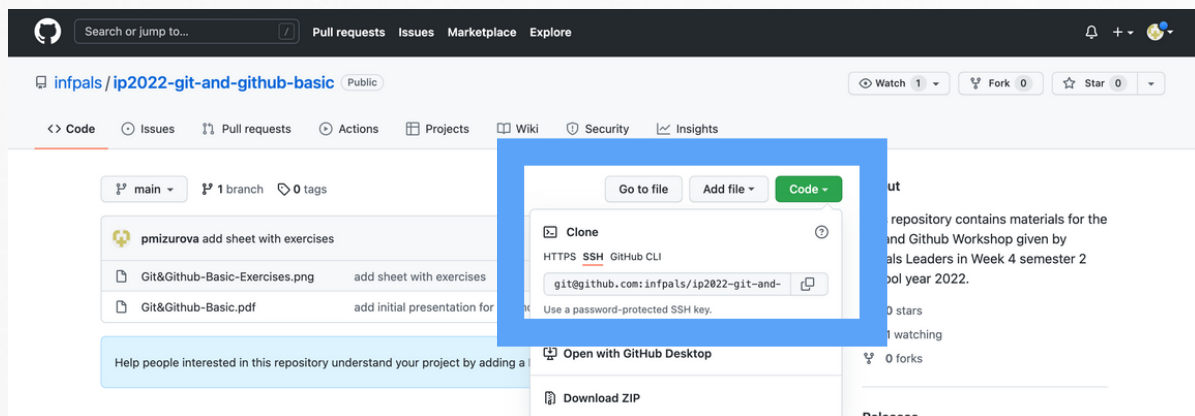 Search or jump to... /
Pull requests Issues Marketplace Explore
infpals / ip2022-git-and-github-basic Public
Watch 1 Fork 0 Star 0
<> Code Issues Pull requests Actions Projects Wiki Security Insights
main 1 branch 0 tags
Go to file Add file Code
pmizurova add sheet with exercises
Git&Github-Basic-Exercises.png add sheet with exercises
Git&Github-Basic.pdf add initial presentation for
Help people interested in this repository understand your project by adding a
Clone
HTTPS SSH GitHub CLI
git@github.com:infpals/ip2022-git-and-
Use a password-protected SSH key.
Open with GitHub Desktop
Download ZIP
ut
repository contains materials for the
and Github Workshop given by
als Leaders in Week 4 semester 2
ool year 2022.
0 stars
1 watching
0 forks